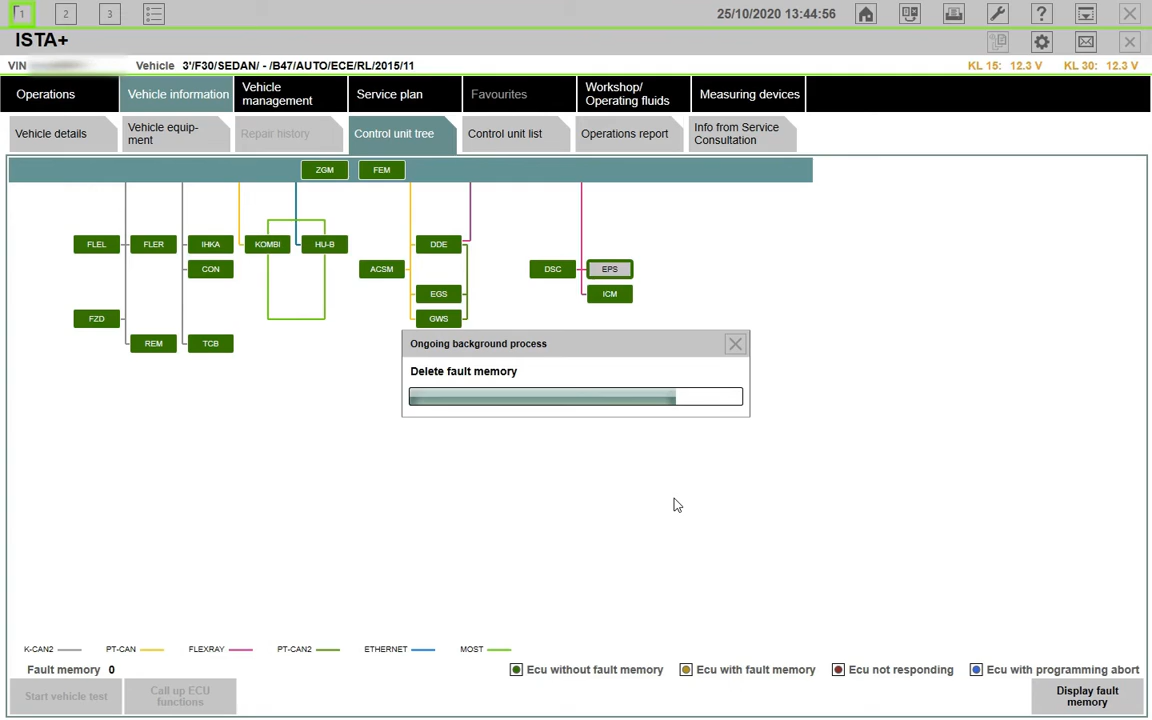 1 2 3 25/10/2020 13:44:56 ?
ISTA+
VIN Vehicle 3'/F30/SEDAN/ - /B47/AUTO/ECE/RL/2015/11 KL 15: 12.3 V KL 30: 12.3 V
Operations Vehicle information Vehicle management Service plan Favourites Workshop/ Operating fluids Measuring devices
Vehicle details Vehicle equip- ment Repair history Control unit tree Control unit list Operations report Info from Service Consultation
ZGM FEM
FLEL FLER IHKA KOMBI HU-B DDE
CON ACSM DSC EPS
EGS ICM
FZD GWS
REM TCB
Ongoing background process
Delete fault memory
K-CAN2 PT-CAN FLEXRAY PT-CAN2 ETHERNET MOST
Fault memory 0 Ecu without fault memory Ecu with fault memory Ecu not responding Ecu with programming abort
Start vehicle test Call up ECU functions Display fault memory